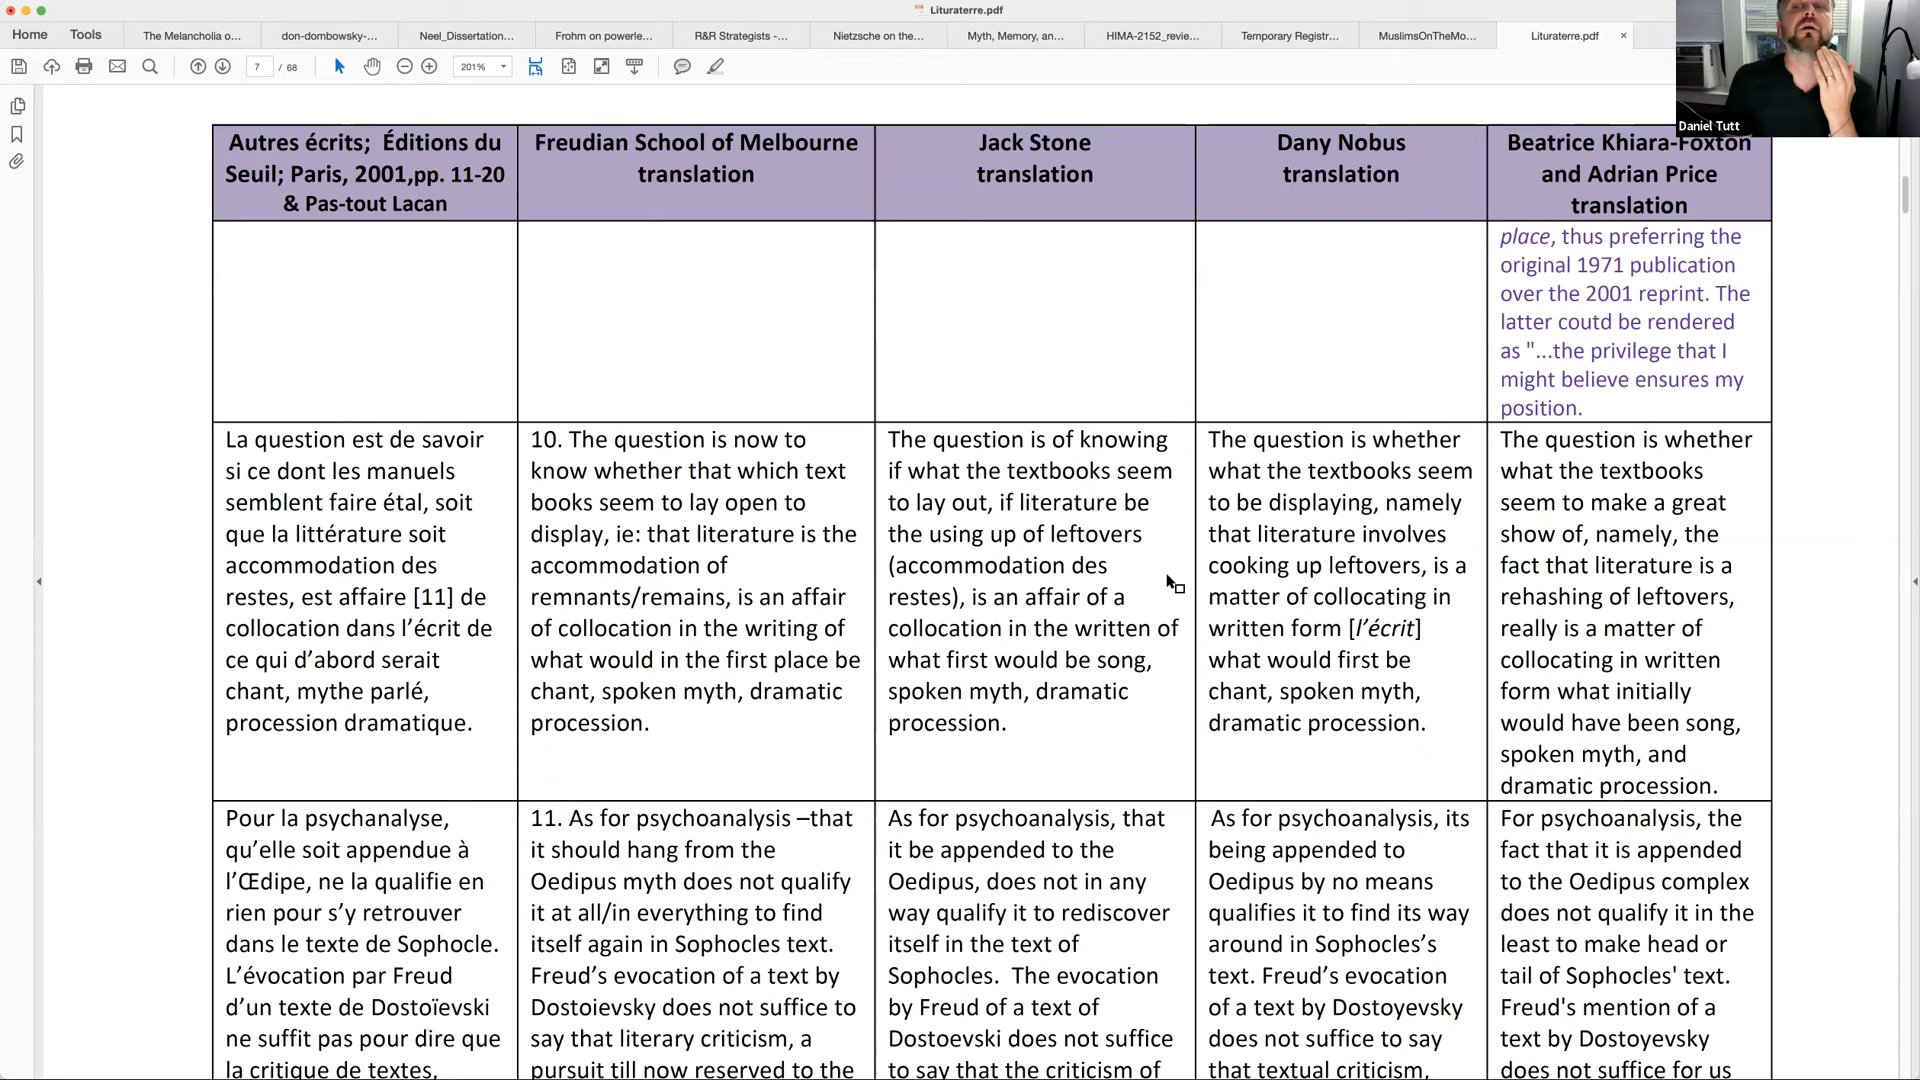 Lituraterre.pdf
Home
Tools
The Melancholia o...
don-dombowsky-...
Neel_Dissertation...
Frohm on powerle...
R&R Strategists -...
Nietzsche on the...
Myth, Memory, an...
HIMA-2152_revie...
Temporary Registr...
MuslimsOnTheMo...
Lituraterre.pdf
7 / 68
201%
Daniel Tutt
Autres écrits;  Éditions du
Seuil; Paris, 2001,pp. 11-20
& Pas-tout Lacan
Freudian School of Melbourne
translation
Jack Stone
translation
Dany Nobus
translation
Beatrice Khiara-Foxton
and Adrian Price
translation
place, thus preferring the
original 1971 publication
over the 2001 reprint. The
latter coutd be rendered
as "...the privilege that I
might believe ensures my
position.
La question est de savoir
si ce dont les manuels
semblent faire étal, soit
que la littérature soit
accommodation des
restes, est affaire [11] de
collocation dans l’écrit de
ce qui d’abord serait
chant, mythe parlé,
procession dramatique.
10. The question is now to
know whether that which text
books seem to lay open to
display, ie: that literature is the
accommodation of
remnants/remains, is an affair
of collocation in the writing of
what would in the first place be
chant, spoken myth, dramatic
procession.
The question is of knowing
if what the textbooks seem
to lay out, if literature be
the using up of leftovers
(accommodation des
restes), is an affair of a
collocation in the written of
what first would be song,
spoken myth, dramatic
procession.
The question is whether
what the textbooks seem
to be displaying, namely
that literature involves
cooking up leftovers, is a
matter of collocating in
written form [l’écrit]
what would first be
chant, spoken myth,
dramatic procession.
The question is whether
what the textbooks
seem to make a great
show of, namely, the
fact that literature is a
rehashing of leftovers,
really is a matter of
collocating in written
form what initially
would have been song,
spoken myth, and
dramatic procession.
Pour la psychanalyse,
qu’elle soit appendue à
l’Œdipe, ne la qualifie en
rien pour s’y retrouver
dans le texte de Sophocle.
L’évocation par Freud
d’un texte de Dostoïevski
ne suffit pas pour dire que
la critique de textes,
11. As for psychoanalysis –that
it should hang from the
Oedipus myth does not qualify
it at all/in everything to find
itself again in Sophocles text.
Freud’s evocation of a text by
Dostoievsky does not suffice to
say that literary criticism, a
pursuit till now reserved to the
As for psychoanalysis, that
it be appended to the
Oedipus, does not in any
way qualify it to rediscover
itself in the text of
Sophocles.  The evocation
by Freud of a text of
Dostoevski does not suffice
to say that the criticism of
As for psychoanalysis, its
being appended to
Oedipus by no means
qualifies it to find its way
around in Sophocles’s
text. Freud’s evocation
of a text by Dostoyevsky
does not suffice to say
that textual criticism,
For psychoanalysis, the
fact that it is appended
to the Oedipus complex
does not qualify it in the
least to make head or
tail of Sophocles' text.
Freud's mention of a
text by Dostoyevsky
does not suffice for us